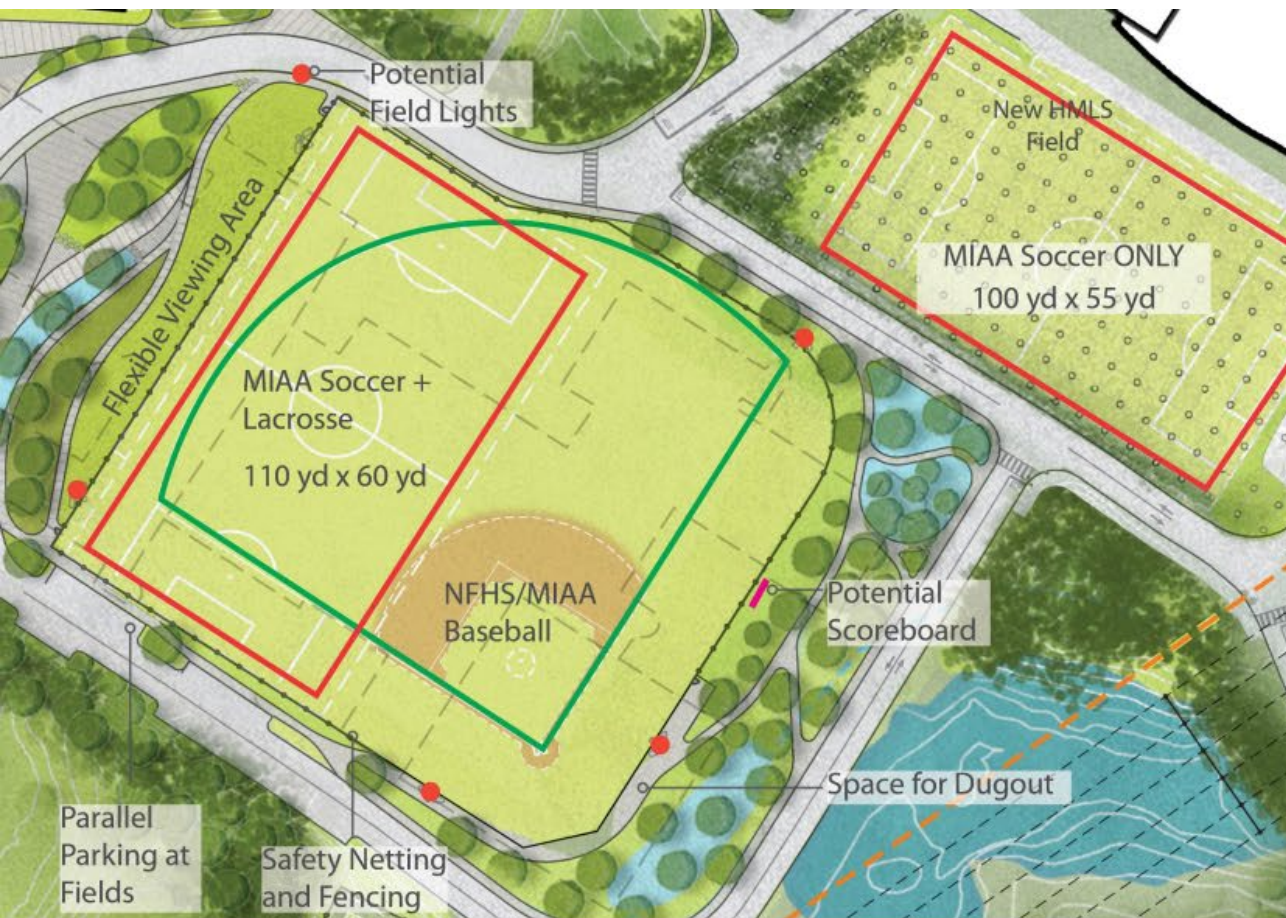 Potential
Field Lights
New HMLS
Field
MIAA Soccer ONLY
100 yd x 55 yd
Flexible Viewing Area
MIAA Soccer +
Lacrosse
110 yd x 60 yd
NFHS/MIAA
Baseball
Potential
Scoreboard
Space for Dugout
Parallel
Parking at
Fields
Safety Netting
and Fencing